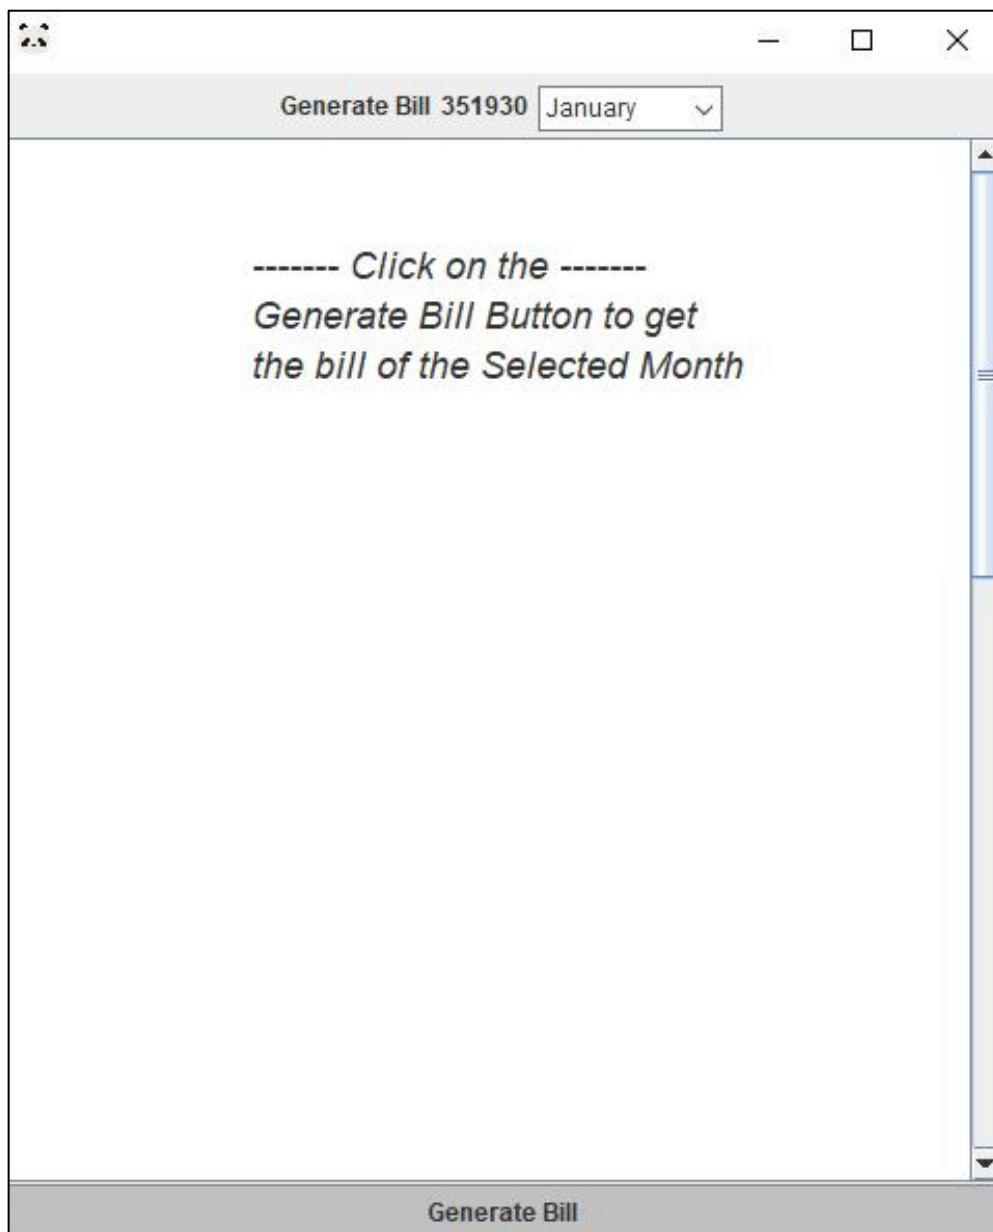 Generate Bill 351930 January
------- Click on the -------
Generate Bill Button to get
the bill of the Selected Month
Generate Bill